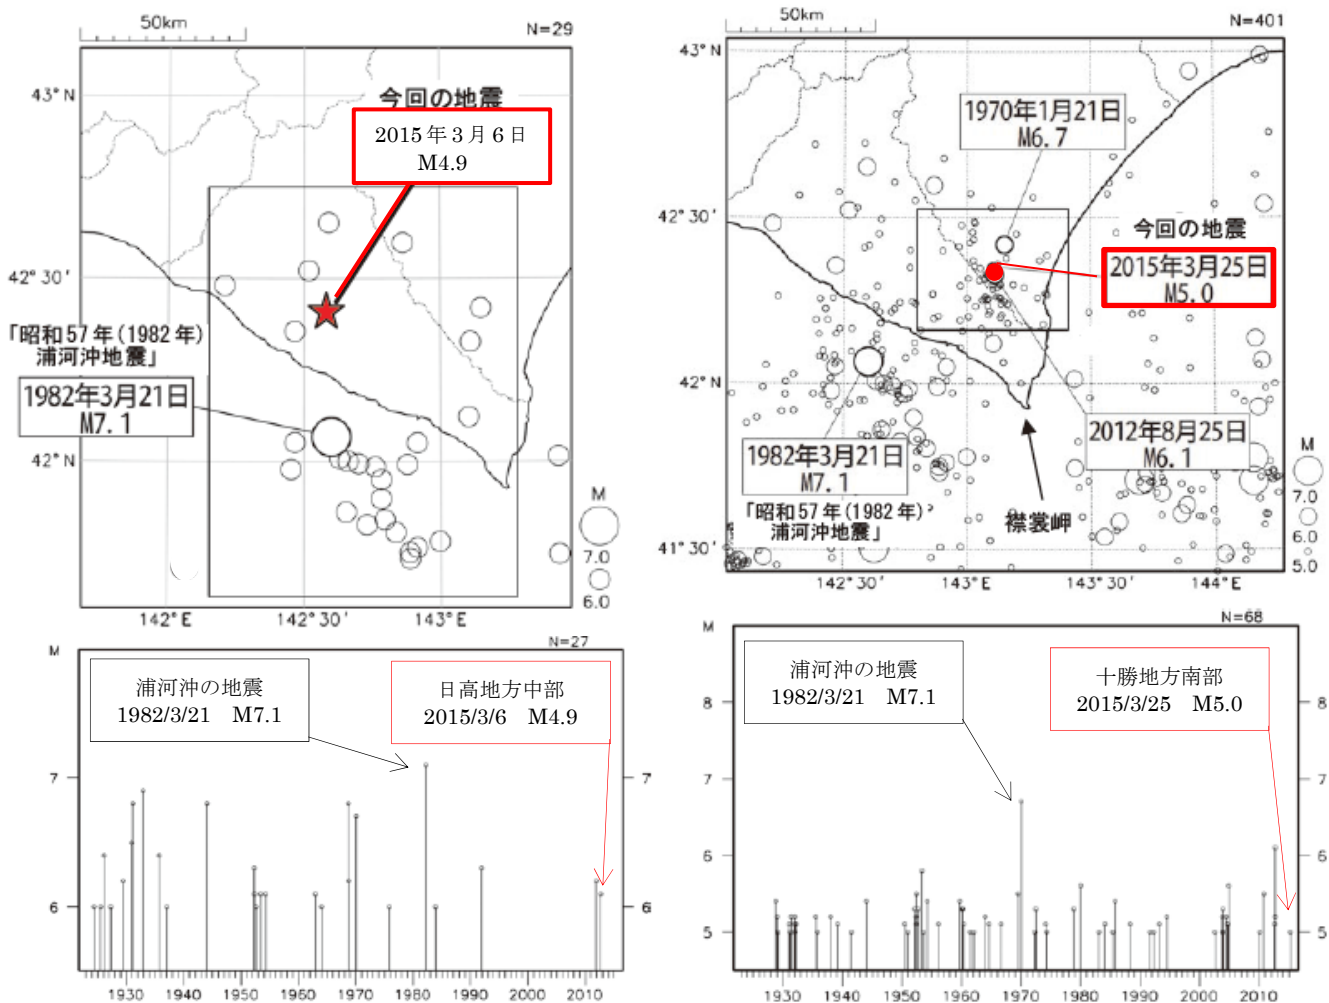 50km
N=29
43°N
今回の地震
2015年3月6日
M4.9
42°30'
「昭和57年(1982年)
浦河沖地震」
1982年3月21日
M7.1
42°N
M
7.0
6.0
142°E
142°30'
143°E
50km
N=401
43°N
1970年1月21日
M6.7
42°30'
今回の地震
2015年3月25日
M5.0
42°N
1982年3月21日
M7.1
「昭和57年(1982年)
浦河沖地震」
2012年8月25日
M6.1
襟裳岬
M
7.0
6.0
5.0
41°30'
142°30'
143°E
143°30'
144°E
N=27
M
浦河沖の地震
1982/3/21 M7.1
日高地方中部
2015/3/6 M4.9
7
7
6
6
1930 1940 1950 1960 1970 1980 1990 2000 2010
N=68
M
浦河沖の地震
1982/3/21 M7.1
十勝地方南部
2015/3/25 M5.0
8
8
7
7
6
6
5
5
1930 1940 1950 1960 1970 1980 1990 2000 2010